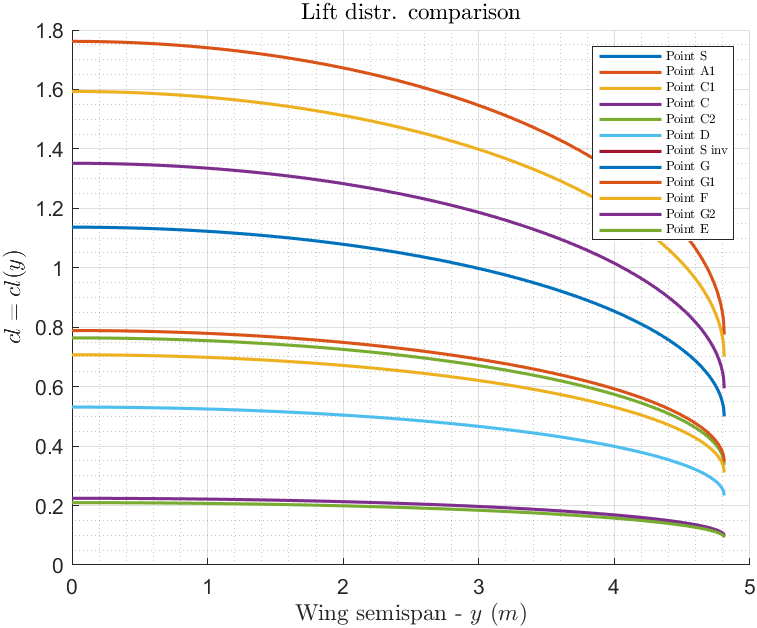 Lift distr. comparison
1.8
1.6
1.4
1.2
1
0.8
0.6
0.4
0.2
0
cl = cl(y)
Point S
Point A1
Point C1
Point C
Point C2
Point D
Point S inv
Point G
Point G1
Point F
Point G2
Point E
0 1 2 3 4 5
Wing semispan - y (m)